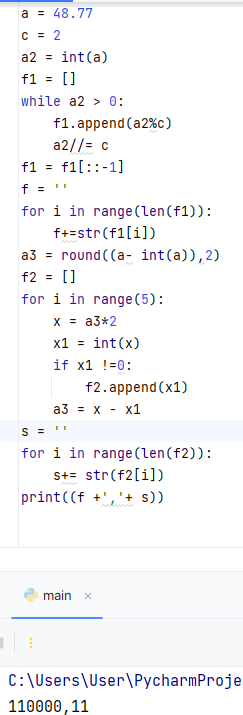 a = 48.77
c = 2
a2 = int(a)
f1 = []
while a2 > 0:
    f1.append(a2%c)
    a2//= c
f1 = f1[::-1]
f = ''
for i in range(len(f1)):
    f+=str(f1[i])
a3 = round((a- int(a)),2)
f2 = []
for i in range(5):
    x = a3*2
    x1 = int(x)
    if x1 !=0:
        f2.append(x1)
    a3 = x - x1
s = ''
for i in range(len(f2)):
    s+= str(f2[i])
print((f +','+ s))
main ×
C:\Users\User\PycharmProje
110000,11